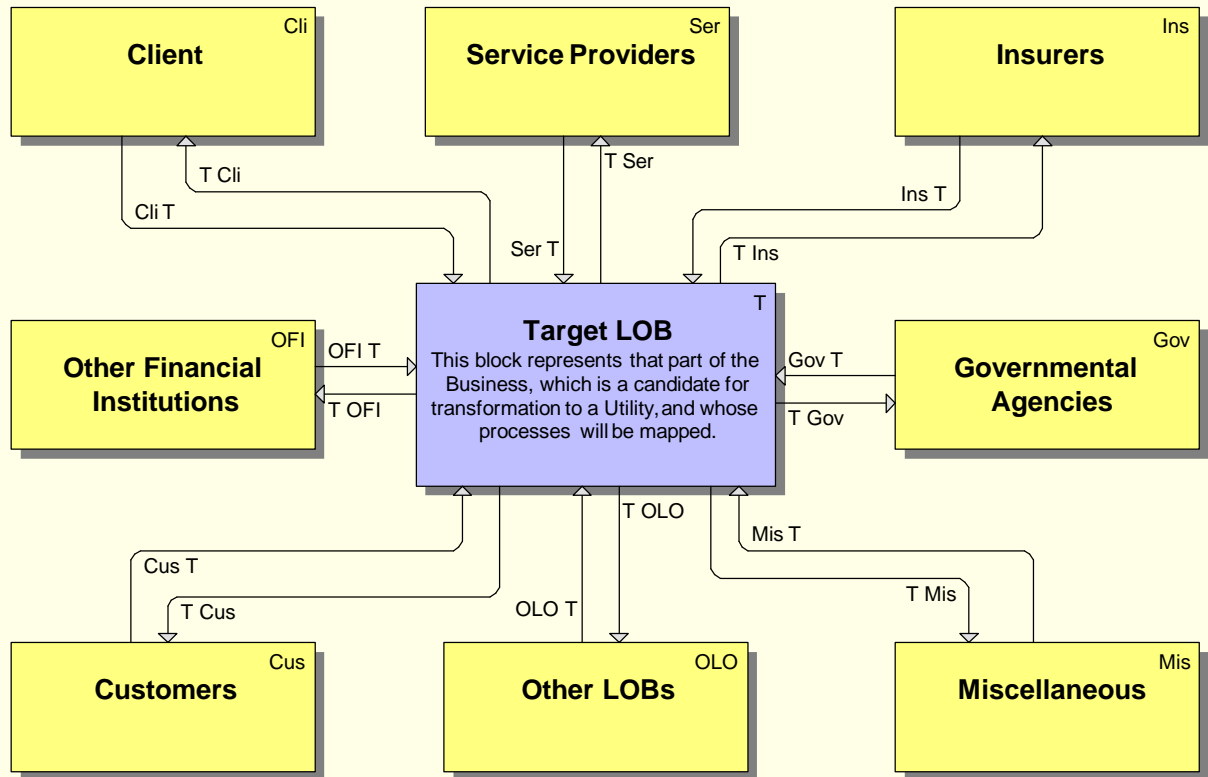 Cli
Client
Ser
Service Providers
Ins
Insurers
T Cli
Cli T
T Ser
Ser T
Ins T
T Ins
OFI
Other Financial
Institutions
OFI T
T OFI
T
Target LOB
This block represents that part of the
Business, which is a candidate for
transformation to a Utility, and whose
processes will be mapped.
Gov T
T Gov
Gov
Governmental
Agencies
Cus T
T Cus
OLO T
T OLO
Mis T
T Mis
Cus
Customers
OLO
Other LOBs
Mis
Miscellaneous